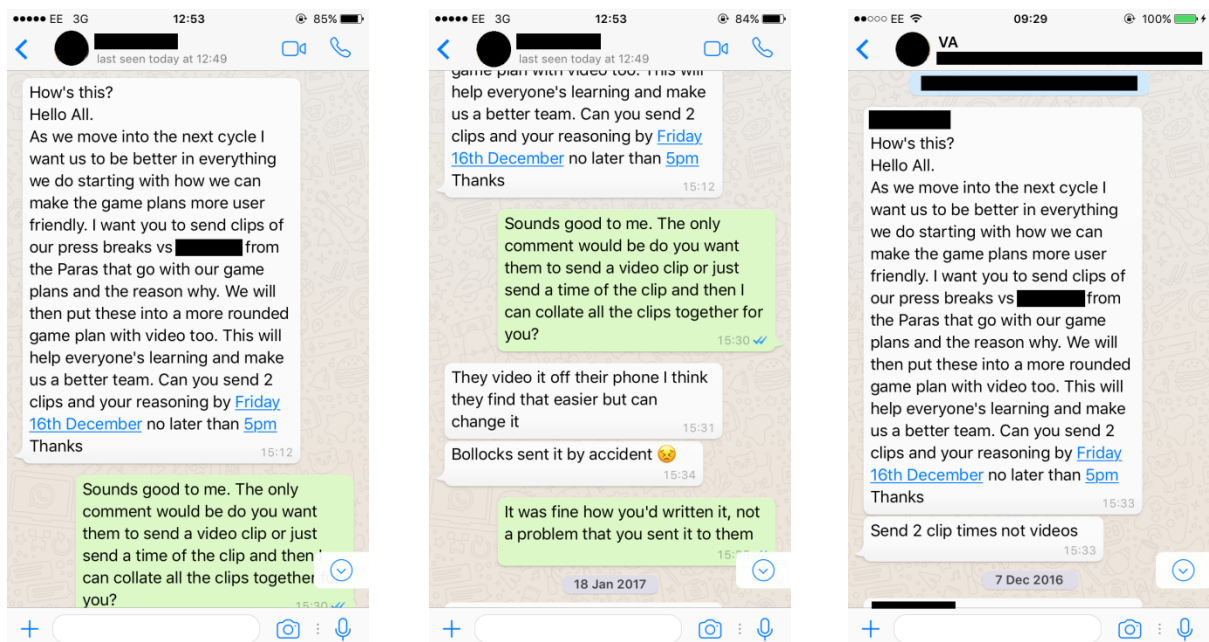 EE 3G 12:53 85%
last seen today at 12:49
How's this?
Hello All.
As we move into the next cycle I
want us to be better in everything
we do starting with how we can
make the game plans more user
friendly. I want you to send clips of
our press breaks vs from
the Paras that go with our game
plans and the reason why. We will
then put these into a more rounded
game plan with video too. This will
help everyone's learning and make
us a better team. Can you send 2
clips and your reasoning by Friday
16th December no later than 5pm
Thanks
15:12
Sounds good to me. The only
comment would be do you want
them to send a video clip or just
send a time of the clip and then
can collate all the clips together
you?
15:30
EE 3G 12:53 84%
last seen today at 12:49
game plan with video too. This will
help everyone's learning and make
us a better team. Can you send 2
clips and your reasoning by Friday
16th December no later than 5pm
Thanks
15:12
Sounds good to me. The only
comment would be do you want
them to send a video clip or just
send a time of the clip and then I
can collate all the clips together for
you?
15:30
They video it off their phone I think
they find that easier but can
change it
15:31
Bollocks sent it by accident 😣
15:34
It was fine how you'd written it, not
a problem that you sent it to them
18 Jan 2017
EE 09:29 100%
VA
How's this?
Hello All.
As we move into the next cycle I
want us to be better in everything
we do starting with how we can
make the game plans more user
friendly. I want you to send clips of
our press breaks vs from
the Paras that go with our game
plans and the reason why. We will
then put these into a more rounded
game plan with video too. This will
help everyone's learning and make
us a better team. Can you send 2
clips and your reasoning by Friday
16th December no later than 5pm
Thanks
15:33
Send 2 clip times not videos
15:33
7 Dec 2016